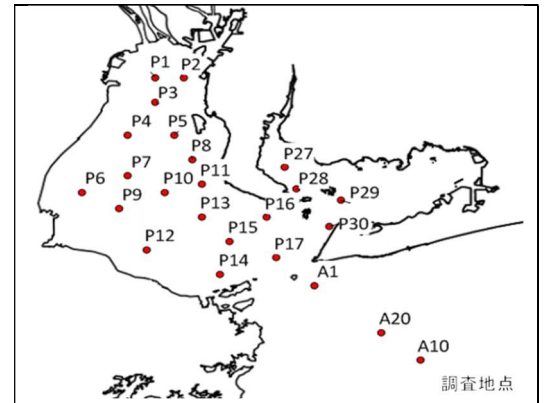 P1 P2
P3
P4 P5
P8
P27
P7 P11
P6 P10 P28
P9 P29
P13 P16
P30
P15
P12 P17
P14 A1
A20
A10
調査地点